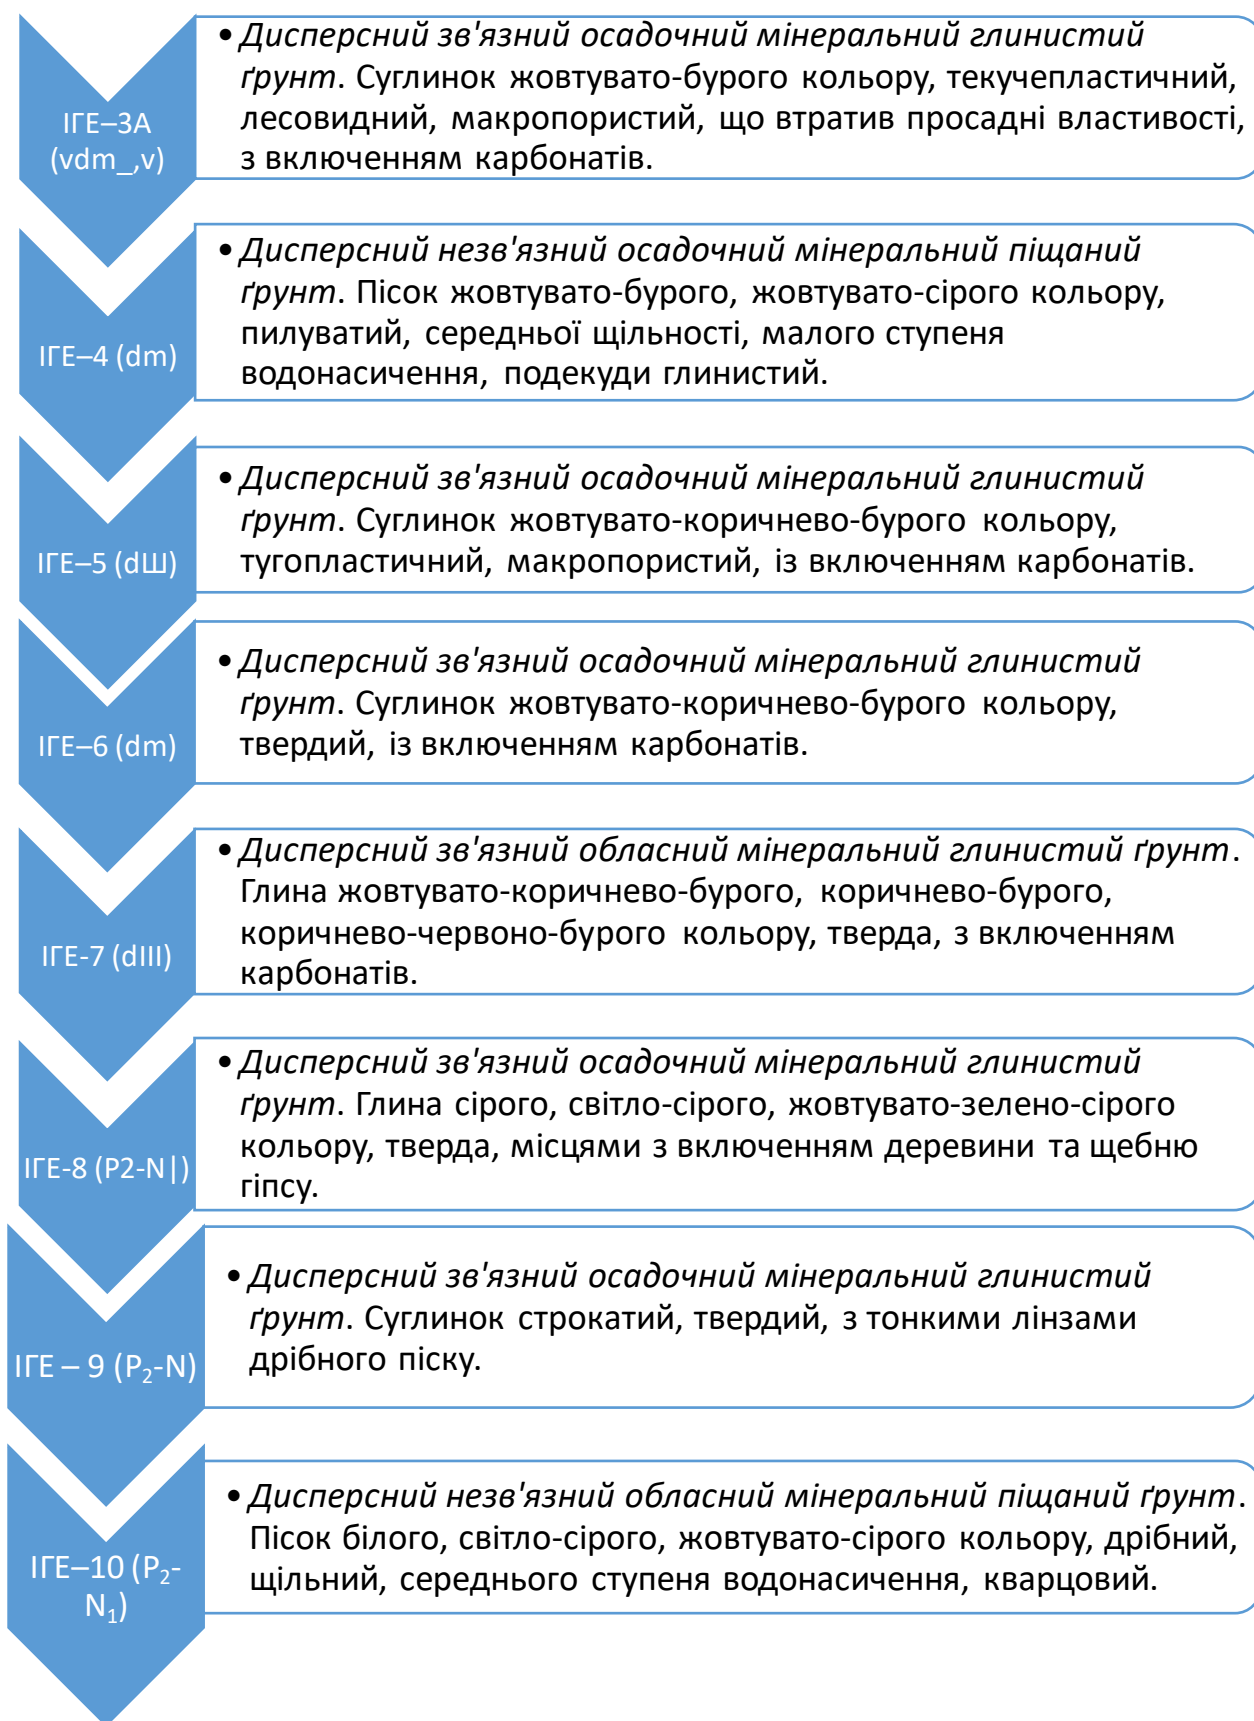 ІГЕ–3А
(vdm_,v)
• Дисперсний зв'язний осадочний мінеральний глинистий
ґрунт. Суглинок жовтувато-бурого кольору, текучепластичний,
лесовидний, макропористий, що втратив просадні властивості,
з включенням карбонатів.
ІГЕ–4 (dm)
• Дисперсний незв'язний осадочний мінеральний піщаний
ґрунт. Пісок жовтувато-бурого, жовтувато-сірого кольору,
пилуватий, середньої щільності, малого ступеня
водонасичення, подекуди глинистий.
ІГЕ–5 (dШ)
• Дисперсний зв'язний осадочний мінеральний глинистий
ґрунт. Суглинок жовтувато-коричнево-бурого кольору,
тугопластичний, макропористий, із включенням карбонатів.
ІГЕ–6 (dm)
• Дисперсний зв'язний осадочний мінеральний глинистий
ґрунт. Суглинок жовтувато-коричнево-бурого кольору,
твердий, із включенням карбонатів.
ІГЕ-7 (dIII)
• Дисперсний зв'язний обласний мінеральний глинистий ґрунт.
Глина жовтувато-коричнево-бурого, коричнево-бурого,
коричнево-червоно-бурого кольору, тверда, з включенням
карбонатів.
ІГЕ-8 (P2-N|)
• Дисперсний зв'язний осадочний мінеральний глинистий
ґрунт. Глина сірого, світло-сірого, жовтувато-зелено-сірого
кольору, тверда, місцями з включенням деревини та щебню
гіпсу.
ІГЕ – 9 (P₂-N)
• Дисперсний зв'язний осадочний мінеральний глинистий
ґрунт. Суглинок строкатий, твердий, з тонкими лінзами
дрібного піску.
ІГЕ–10 (P₂-
N₁)
• Дисперсний незв'язний обласний мінеральний піщаний ґрунт.
Пісок білого, світло-сірого, жовтувато-сірого кольору, дрібний,
щільний, середнього ступеня водонасичення, кварцовий.